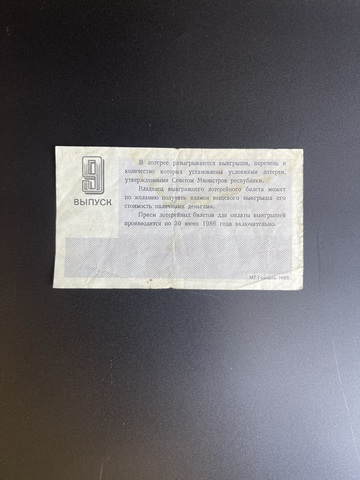 9
ВЫПУСК
В лотерее разыгрываются выигрыши, перечень и
количество которых установлены условиями лотереи,
утвержденными Советом Министров республики.
Владелец выигравшего лотерейного билета может
по желанию получить взамен вещевого выигрыша его
стоимость наличными деньгами.
Прием лотерейных билетов для оплаты выигрышей
производится по 30 июня 1986 года включительно.
1985